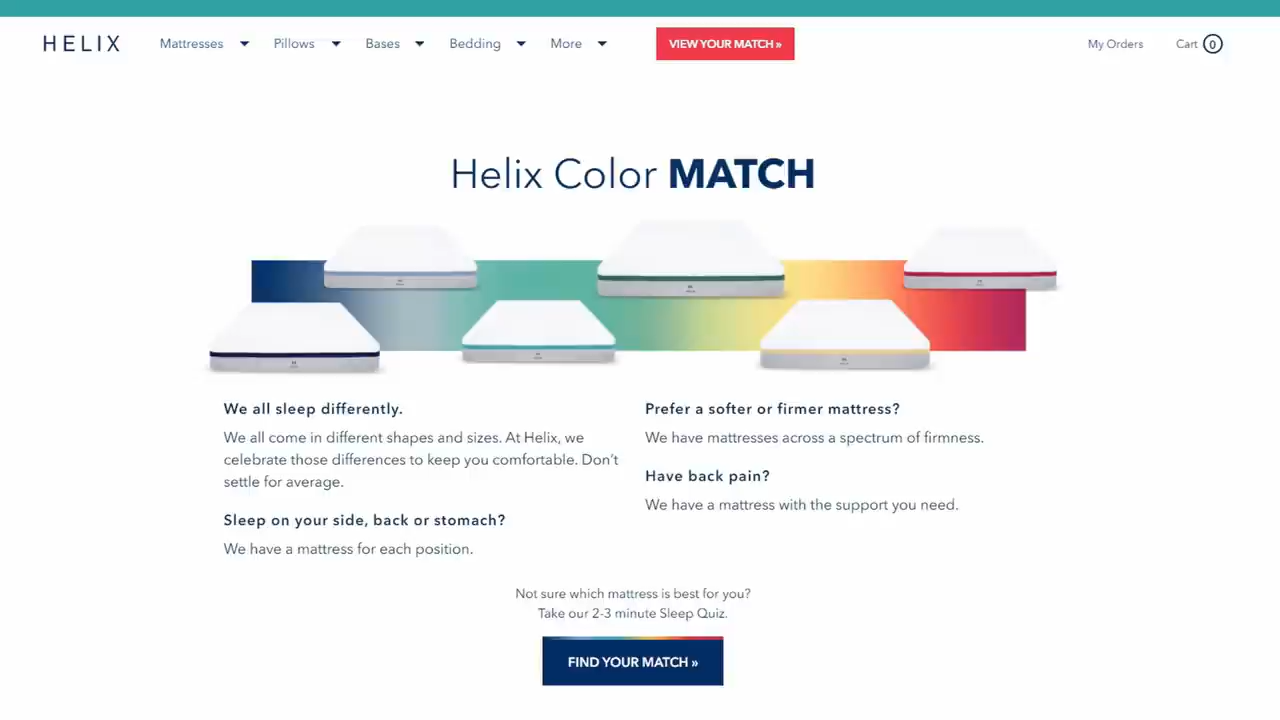 HELIX
Mattresses
Pillows
Bases
Bedding
More
VIEW YOUR MATCH »
My Orders
Cart 0
Helix Color MATCH
We all sleep differently.
We all come in different shapes and sizes. At Helix, we
celebrate those differences to keep you comfortable. Don't
settle for average.
Sleep on your side, back or stomach?
We have a mattress for each position.
Prefer a softer or firmer mattress?
We have mattresses across a spectrum of firmness.
Have back pain?
We have a mattress with the support you need.
Not sure which mattress is best for you?
Take our 2-3 minute Sleep Quiz.
FIND YOUR MATCH »